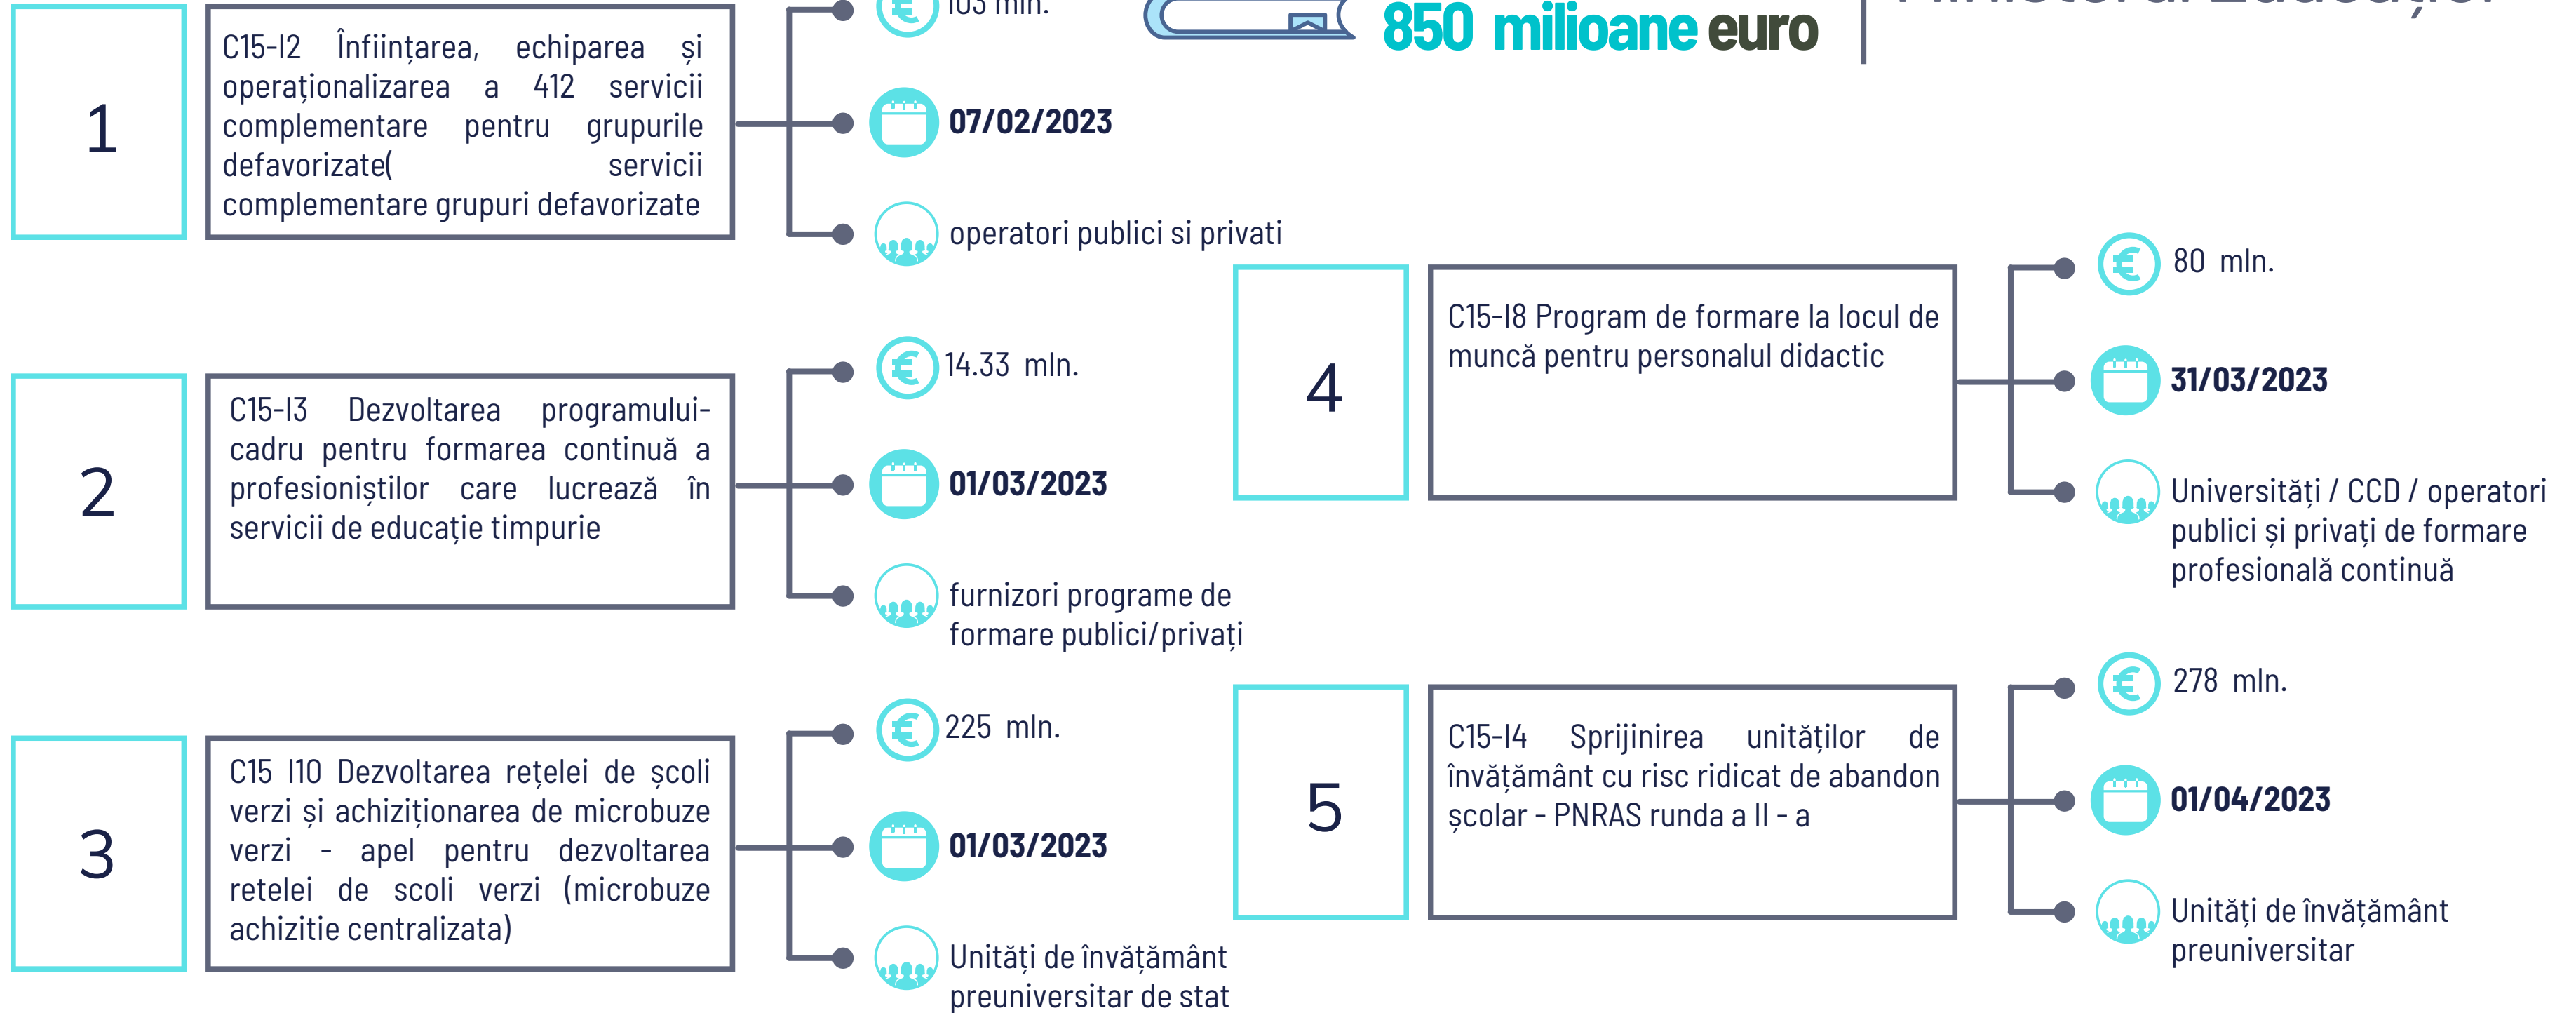 103 mln.
850 milioane euro
Ministerul Educației
1
C15-I2 Înființarea, echiparea și
operaționalizarea a 412 servicii
complementare pentru grupurile
defavorizate( servicii
complementare grupuri defavorizate
07/02/2023
operatori publici si privati
2
C15-I3 Dezvoltarea programului-
cadru pentru formarea continuă a
profesioniștilor care lucrează în
servicii de educație timpurie
14.33 mln.
01/03/2023
furnizori programe de
formare publici/privați
3
C15 I10 Dezvoltarea rețelei de școli
verzi și achiziționarea de microbuze
verzi - apel pentru dezvoltarea
retelei de scoli verzi (microbuze
achizitie centralizata)
225 mln.
01/03/2023
Unități de învățământ
preuniversitar de stat
4
C15-I8 Program de formare la locul de
muncă pentru personalul didactic
80 mln.
31/03/2023
Universități / CCD / operatori
publici și privați de formare
profesională continuă
5
C15-I4 Sprijinirea unităților de
învățământ cu risc ridicat de abandon
școlar - PNRAS runda a II - a
278 mln.
01/04/2023
Unități de învățământ
preuniversitar